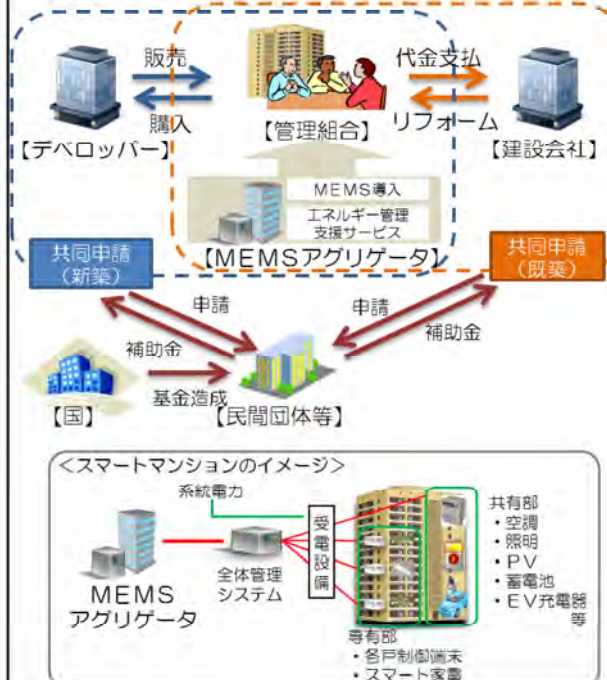 販売
購入
代金支払
リフォーム
【デベロッパー】
【管理組合】
【建設会社】
MEMS導入
エネルギー管理
支援サービス
【MEMSアグリゲータ】
共同申請
(新築)
共同申請
(既築)
申請
補助金
申請
補助金
基金造成
【国】
【民間団体等】
<スマートマンションのイメージ>
系統電力
受電設備
MEMS
アグリゲータ
全体管理
システム
共有部
・空調
・照明
・PV
・蓄電池
・EV充電器
等
専有部
・各戸制御端末
・スマート家電